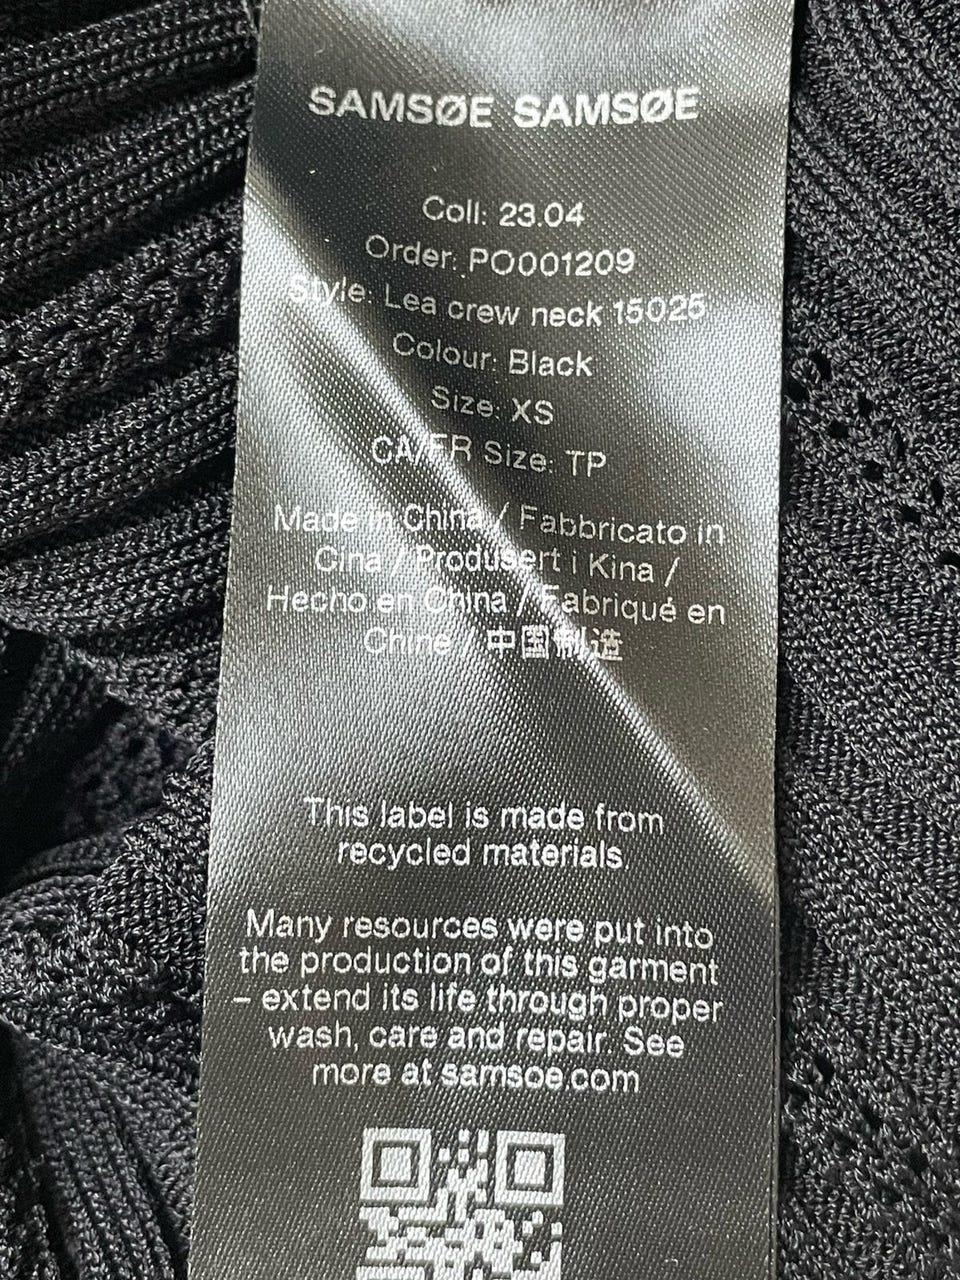 SAMSØE SAMSØE
Coll: 23.04
Order: PO001209
Style: Lea crew neck 15025
Colour: Black
Size: XS
CA/FR Size: TP
Made in China / Fabbricato in
Cina / Produsert i Kina /
Hecho en China / Fabriqué en
Chine / 中国制造
This label is made from
recycled materials
Many resources were put into
the production of this garment
– extend its life through proper
wash, care and repair. See
more at samsoe.com